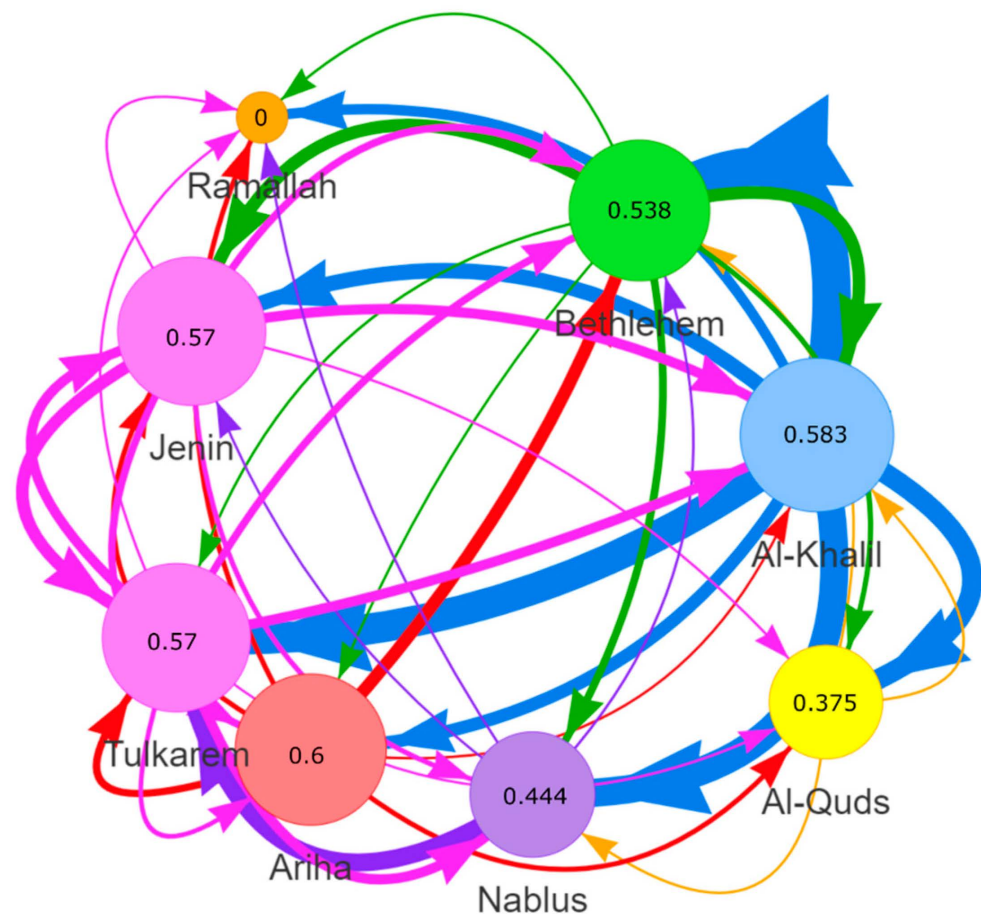 0
Ramallah
0.538
Bethlehem
0.57
Jenin
0.583
Al-Khalil
0.57
Tulkarem
0.6
Ariha
0.444
Nablus
0.375
Al-Quds